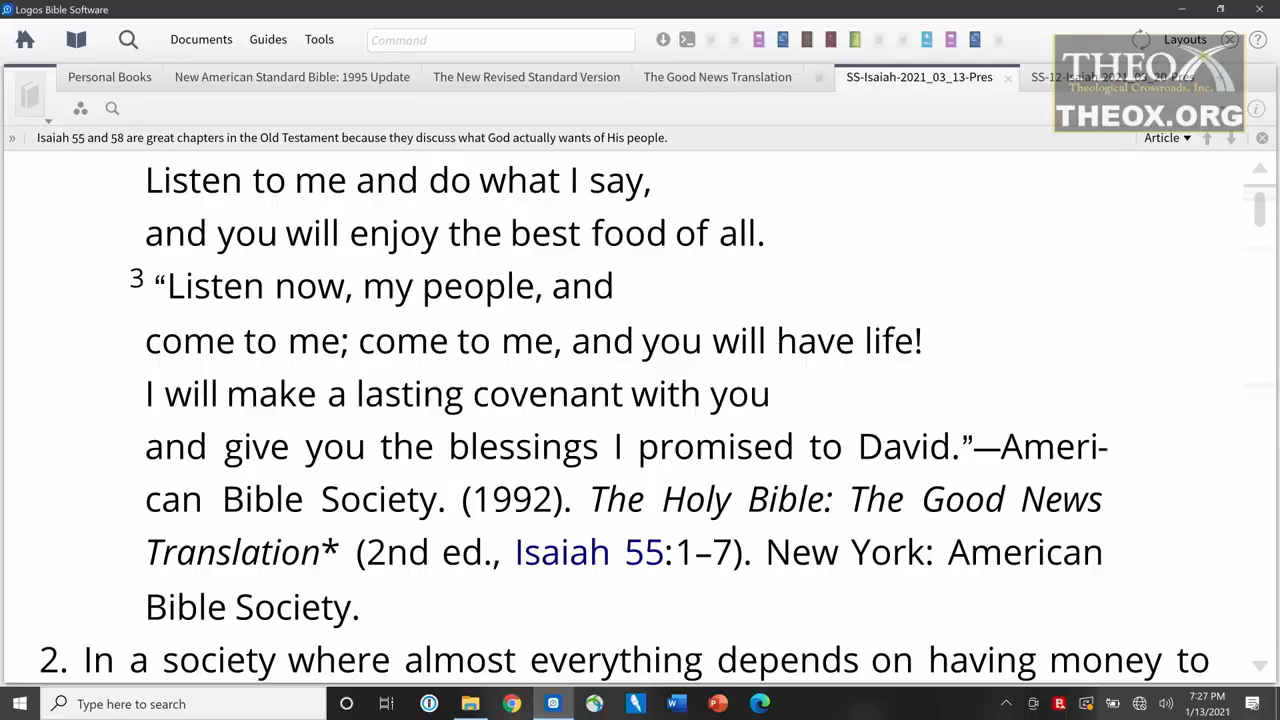 Logos Bible Software
Documents Guides Tools Command Layouts
THEOX
Theological Crossroads, Inc.
THEOX.ORG
Personal Books New American Standard Bible: 1995 Upda The New Revised Standard Version The Good News Translation SS-Isaiah-2021_03_13-Pres SS-12-Isaiah-2021_03_20-Pres
Isaiah 55 and 58 are great chapters in the Old Testament because they discuss what God actually wants of His people. Article
Listen to me and do what I say,
and you will enjoy the best food of all.
3 “Listen now, my people, and
come to me; come to me, and you will have life!
I will make a lasting covenant with you
and give you the blessings I promised to David.”—Ameri-
can Bible Society. (1992). The Holy Bible: The Good News
Translation* (2nd ed., Isaiah 55:1–7). New York: American
Bible Society.
2. In a society where almost everything depends on having money to
Type here to search
7:27 PM
1/13/2021